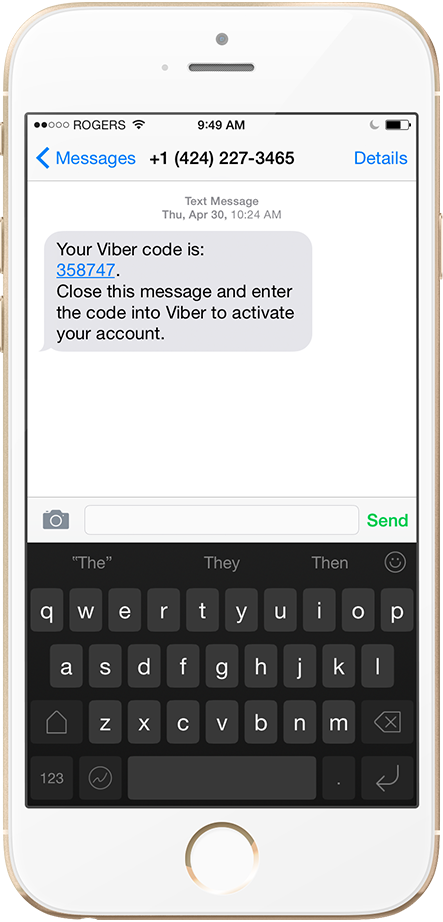 ROGERS 9:49 AM
Messages +1 (424) 227-3465 Details
Text Message
Thu, Apr 30, 10:24 AM
Your Viber code is:
358747.
Close this message and enter
the code into Viber to activate
your account.
Send
"The" They Then
q w e r t y u i o p
a s d f g h j k l
z x c v b n m
123 .